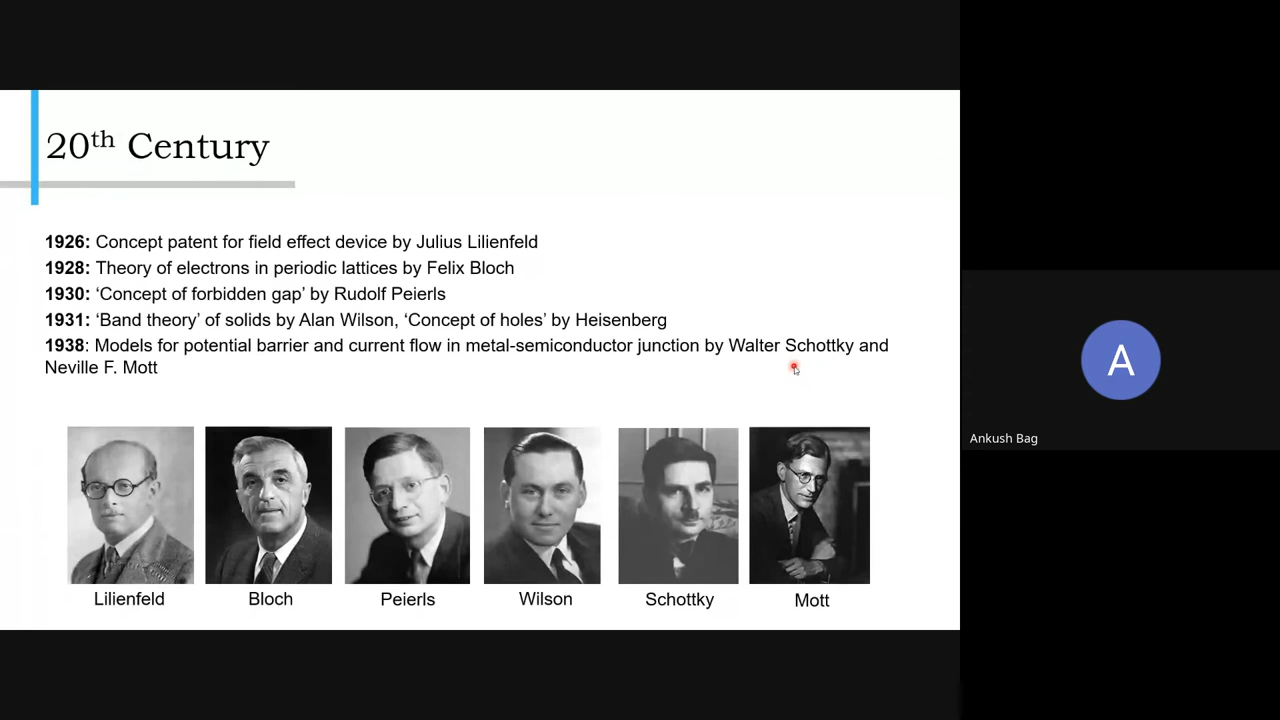 20th Century
1926: Concept patent for field effect device by Julius Lilienfeld
1928: Theory of electrons in periodic lattices by Felix Bloch
1930: ‘Concept of forbidden gap’ by Rudolf Peierls
1931: ‘Band theory’ of solids by Alan Wilson, ‘Concept of holes’ by Heisenberg
1938: Models for potential barrier and current flow in metal-semiconductor junction by Walter Schottky and
Neville F. Mott
Lilienfeld
Bloch
Peierls
Wilson
Schottky
Mott
A
Ankush Bag